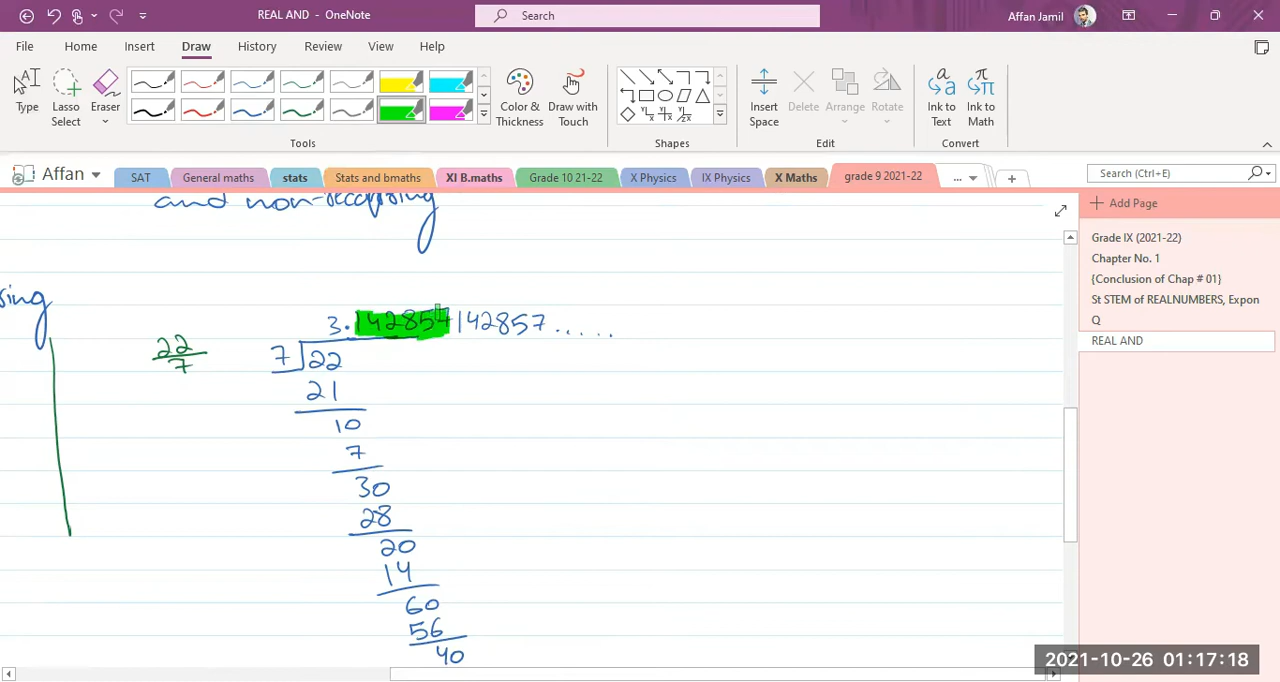 REAL AND - OneNote
Search
Affan Jamil
File Home Insert Draw History Review View Help
Type
Lasso Select
Eraser
Color & Thickness
Draw with Touch
Insert Space
Delete
Arrange
Rotate
Ink to Text
Ink to Math
Tools
Shapes
Edit
Convert
Affan
SAT
General maths
stats
Stats and bmaths
XI B.maths
Grade 10 21-22
X Physics
IX Physics
X Maths
grade 9 2021-22
...
Search (Ctrl+E)
Add Page
Grade IX (2021-22)
Chapter No. 1
{Conclusion of Chap # 01}
St STEM of REALNUMBERS, Expon
Q
REAL AND
and non-recurring
3.142857142857.....
22
7
7 22
21
10
7
30
28
20
14
60
56
40
2021-10-26 01:17:18